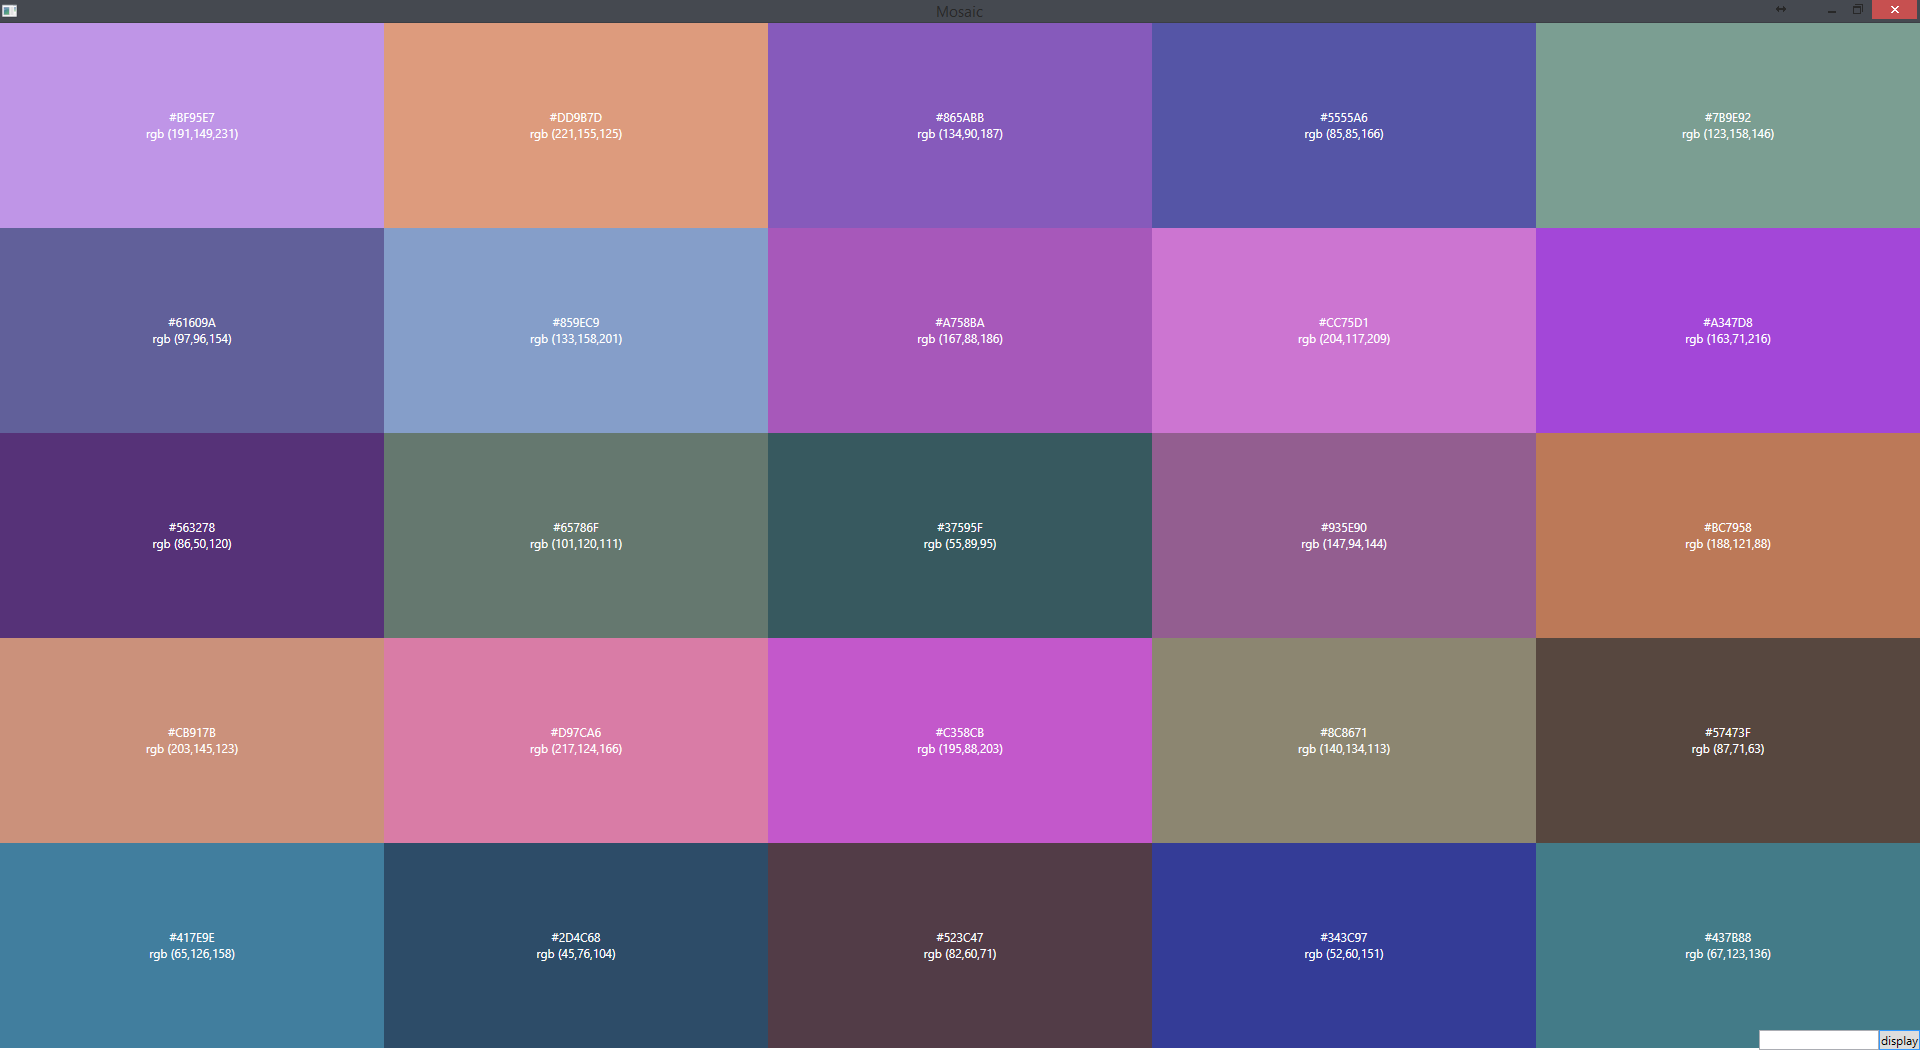 Mosaic
#BF95E7
rgb (191,149,231)
#DD9B7D
rgb (221,155,125)
#865ABB
rgb (134,90,187)
#5555A6
rgb (85,85,166)
#7B9E92
rgb (123,158,146)
#61609A
rgb (97,96,154)
#859EC9
rgb (133,158,201)
#A758BA
rgb (167,88,186)
#CC75D1
rgb (204,117,209)
#A347D8
rgb (163,71,216)
#563278
rgb (86,50,120)
#65786F
rgb (101,120,111)
#37595F
rgb (55,89,95)
#935E90
rgb (147,94,144)
#BC7958
rgb (188,121,88)
#CB917B
rgb (203,145,123)
#D97CA6
rgb (217,124,166)
#C358CB
rgb (195,88,203)
#8C8671
rgb (140,134,113)
#57473F
rgb (87,71,63)
#417E9E
rgb (65,126,158)
#2D4C68
rgb (45,76,104)
#523C47
rgb (82,60,71)
#343C97
rgb (52,60,151)
#437B88
rgb (67,123,136)
display